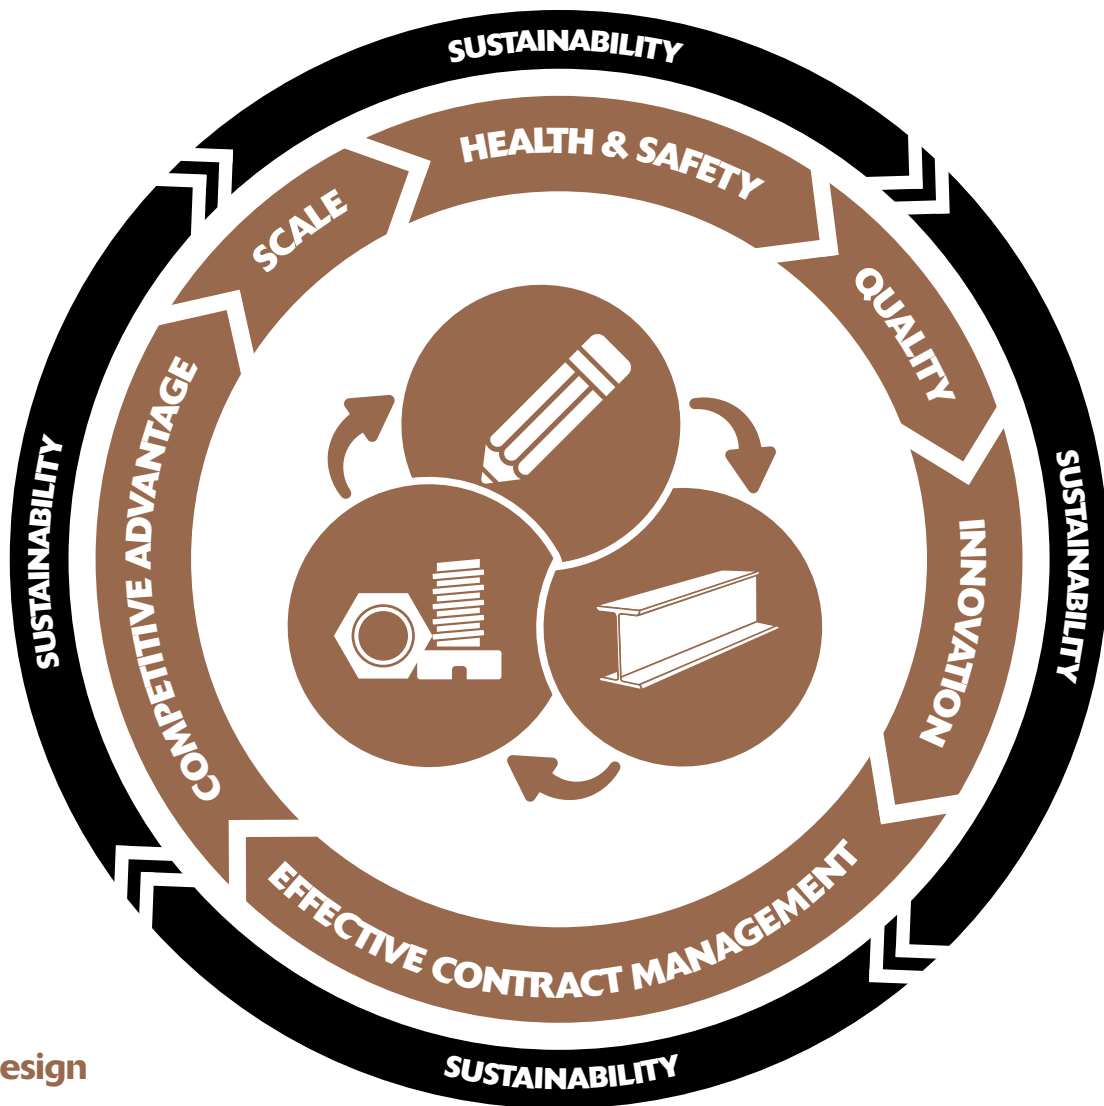 SUSTAINABILITY
HEALTH & SAFETY
SCALE
QUALITY
COMPETITIVE ADVANTAGE
SUSTAINABILITY
SUSTAINABILITY
INNOVATION
EFFECTIVE CONTRACT MANAGEMENT
SUSTAINABILITY
esign